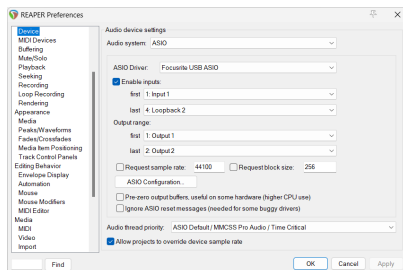 REAPER Preferences
Device
MIDI Devices
Buffering
Mute/Solo
Playback
Seeking
Recording
Loop Recording
Rendering
Appearance
Media
Peaks/Waveforms
Fades/Crossfades
Media Item Positioning
Track Control Panels
Editing Behavior
Envelope Display
Automation
Mouse
Mouse Modifiers
MIDI Editor
Media
MIDI
Video
Import
Find
Audio device settings
Audio system: ASIO
ASIO Driver: Focusrite USB ASIO
Enable inputs:
first 1: Input 1
last 4: Loopback 2
Output range:
first 1: Output 1
last 2: Output 2
Request sample rate: 44100 Request block size: 256
ASIO Configuration...
Pre-zero output buffers, useful on some hardware (higher CPU use)
Ignore ASIO reset messages (needed for some buggy drivers)
Audio thread priority: ASIO Default / MMCSS Pro Audio / Time Critical
Allow projects to override device sample rate
OK Cancel Apply